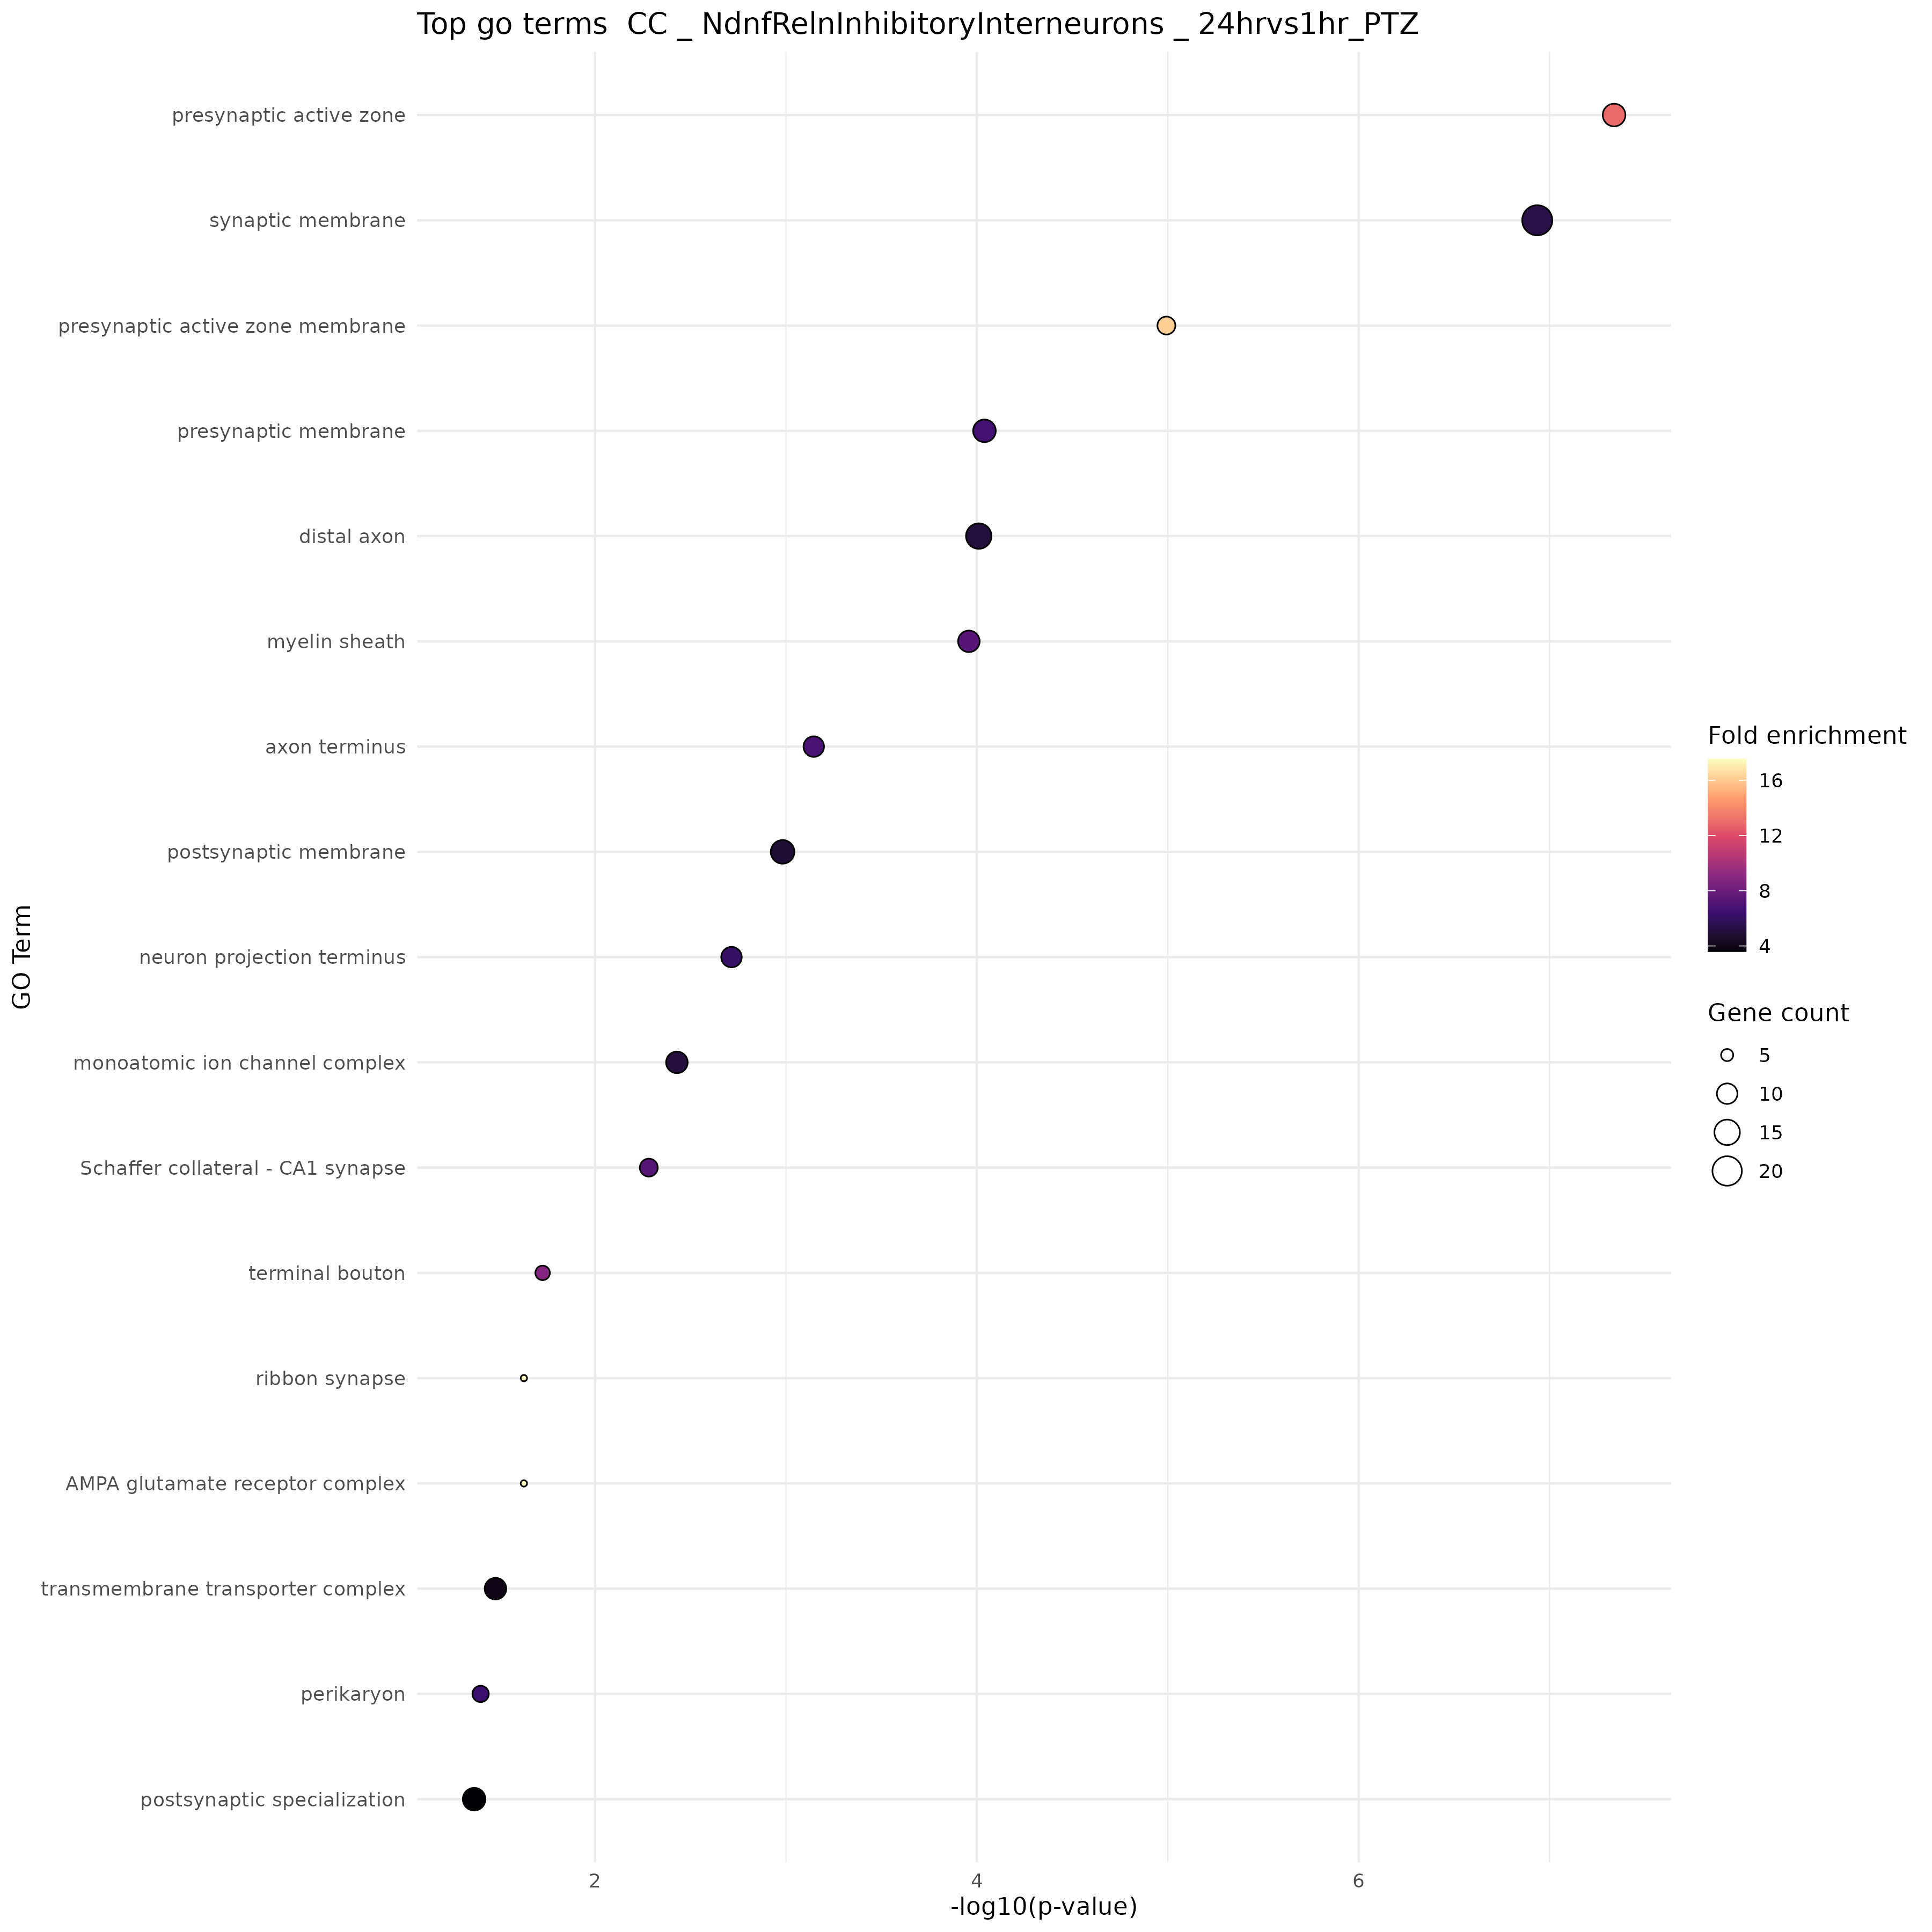 Top go terms  CC _ NdnfRelnInhibitoryInterneurons _ 24hrvs1hr_PTZ
GO Term
presynaptic active zone
synaptic membrane
presynaptic active zone membrane
presynaptic membrane
distal axon
myelin sheath
axon terminus
postsynaptic membrane
neuron projection terminus
monoatomic ion channel complex
Schaffer collateral - CA1 synapse
terminal bouton
ribbon synapse
AMPA glutamate receptor complex
transmembrane transporter complex
perikaryon
postsynaptic specialization
2 4 6
-log10(p-value)
Fold enrichment
16
12
8
4
Gene count
5
10
15
20